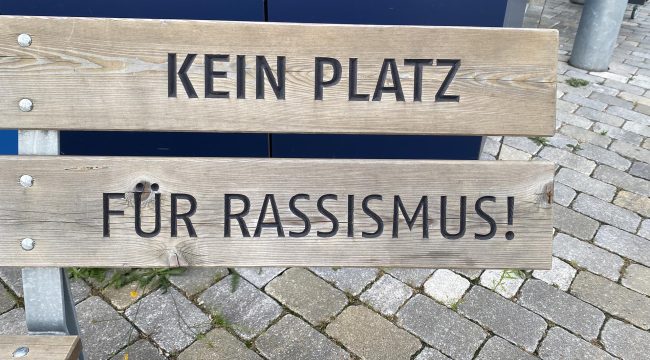 KEIN PLATZ
FÜR RASSISMUS!